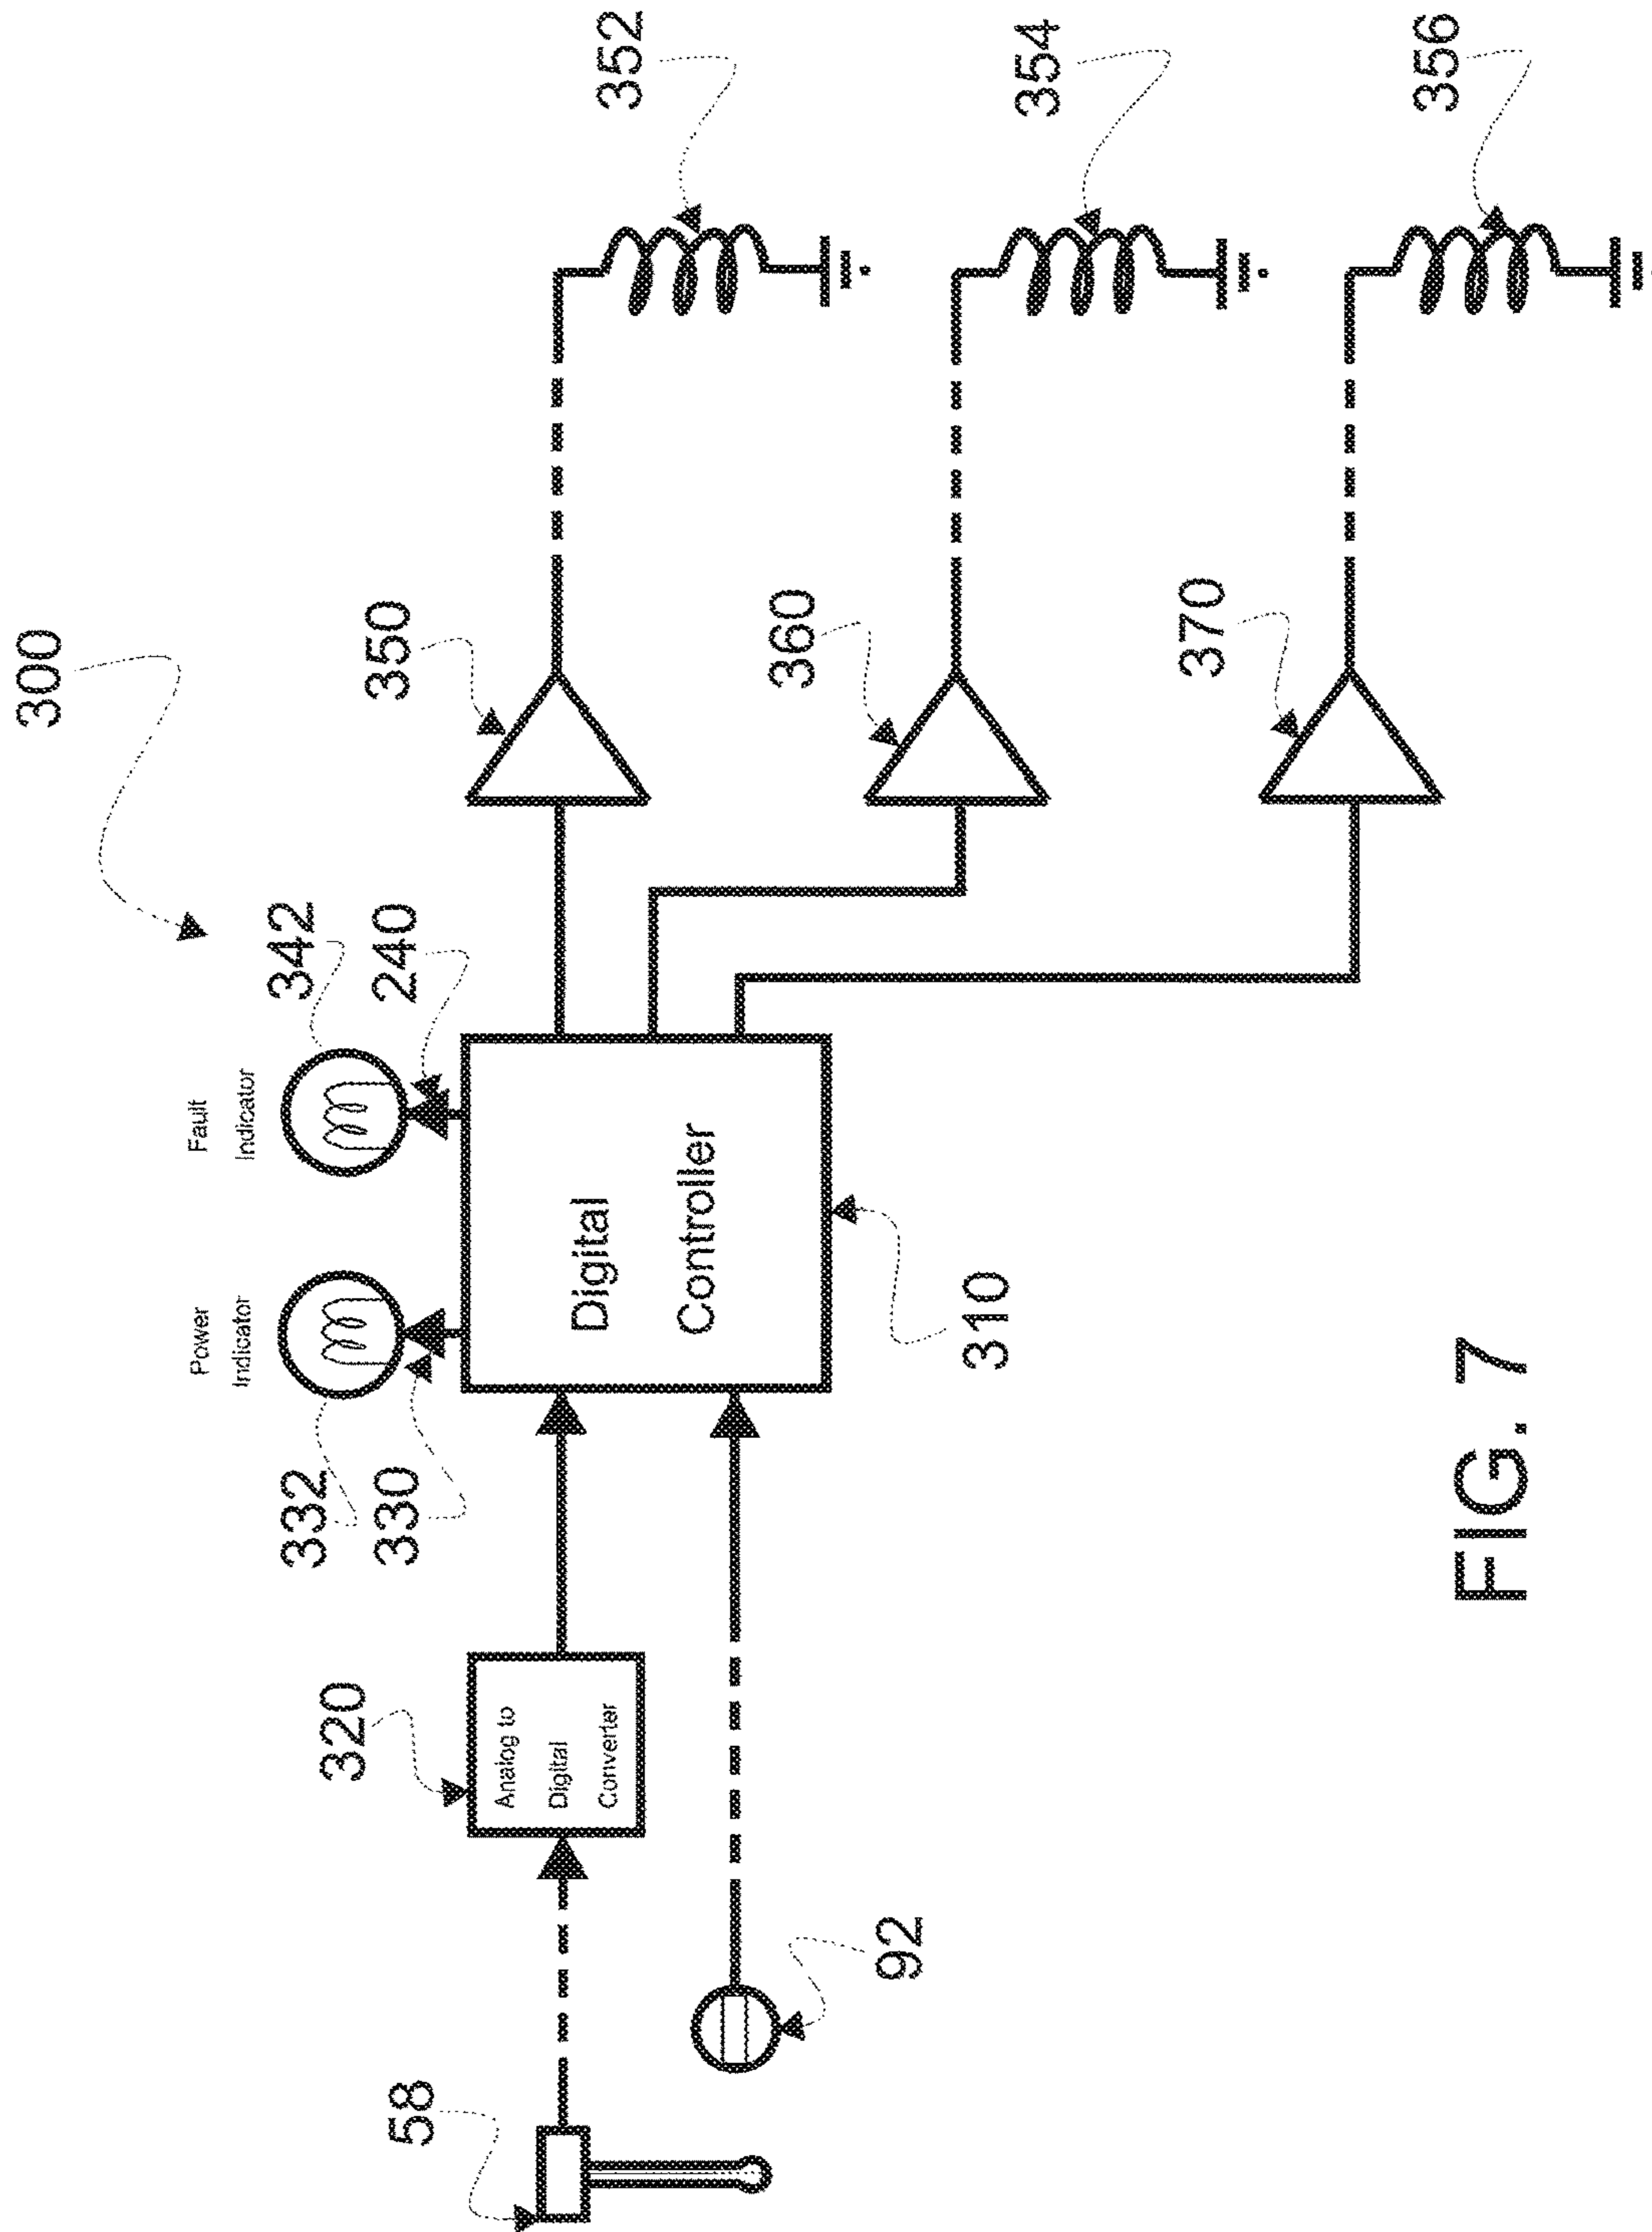 300
352
354
356
350
360
370
342
240
Fault
Indicator
Power
Indicator
332
330
Digital
Controller
310
320
Analog to
Digital
Converter
58
92
FIG. 7